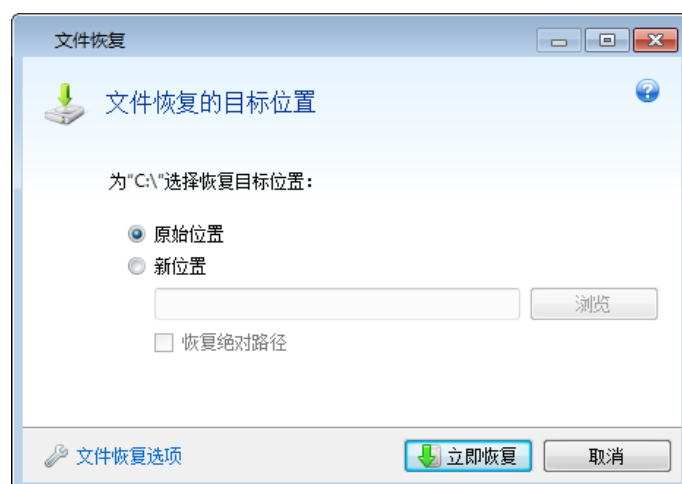 文件恢复
文件恢复的目标位置
为"C:\"选择恢复目标位置：
原始位置
新位置
浏览
恢复绝对路径
文件恢复选项
立即恢复
取消